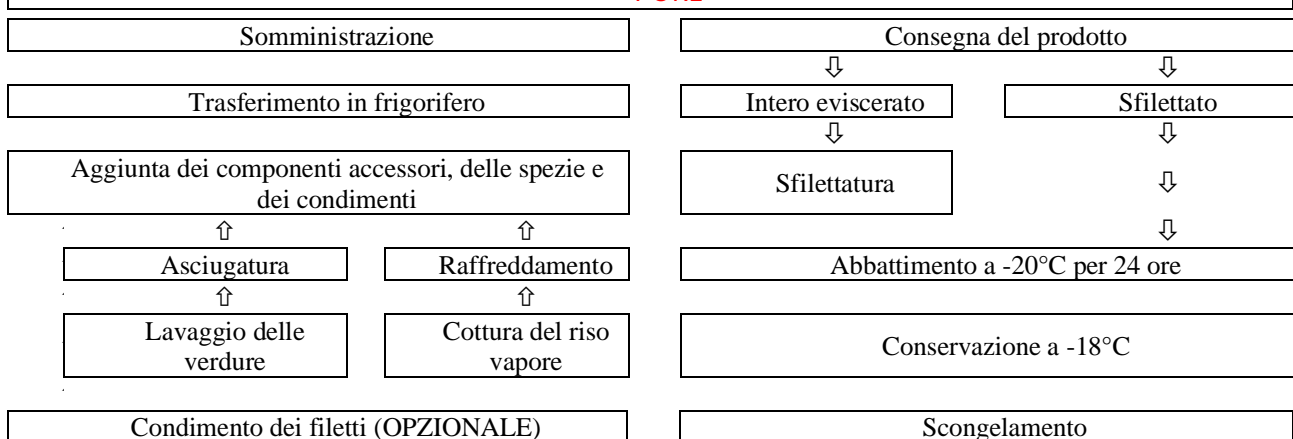 Somministrazione
Consegna del prodotto
Trasferimento in frigorifero
Intero eviscerato
Sfilettato
Aggiunta dei componenti accessori, delle spezie e
dei condimenti
Sfilettatura
Asciugatura
Raffreddamento
Abbattimento a -20°C per 24 ore
Lavaggio delle
verdure
Cottura del riso
vapore
Conservazione a -18°C
Condimento dei filetti (OPZIONALE)
Scongelamento